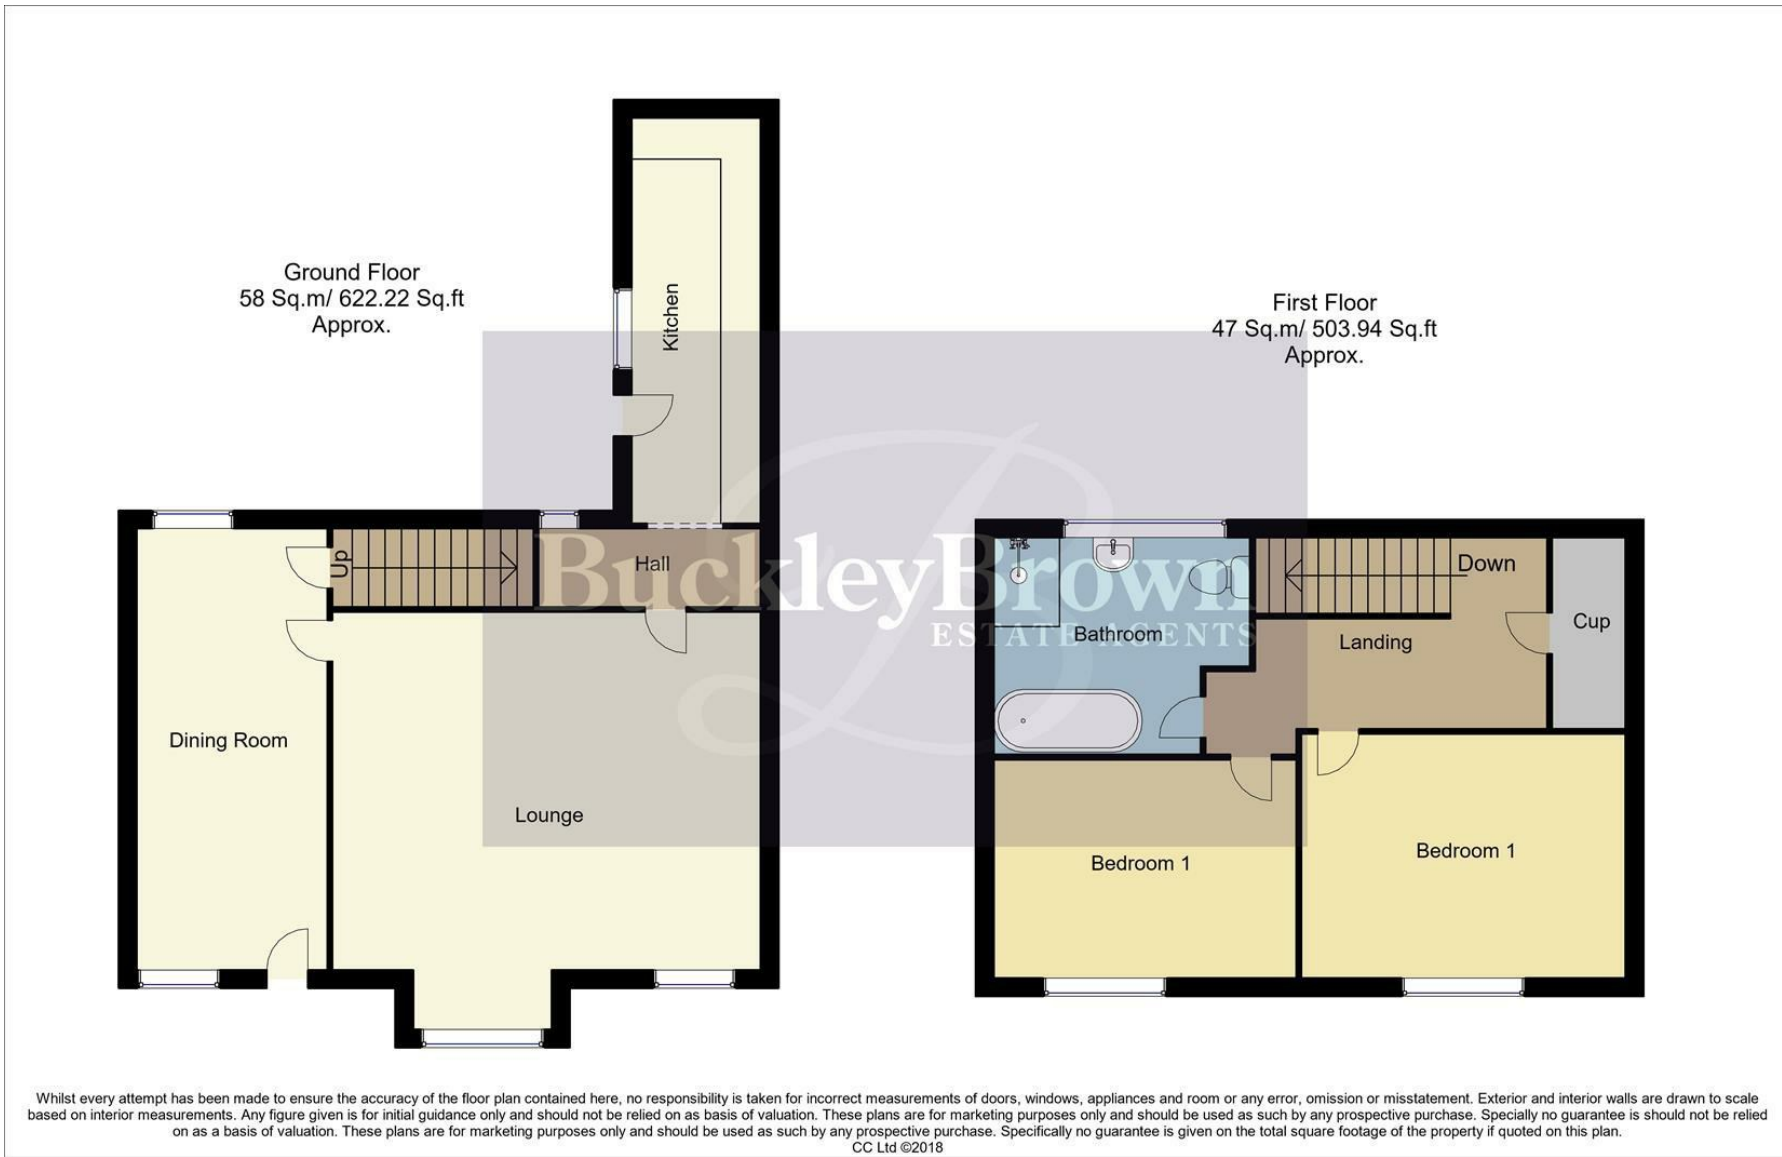 Ground Floor
58 Sq.m/ 622.22 Sq.ft
Approx.
First Floor
47 Sq.m/ 503.94 Sq.ft
Approx.
Kitchen
Up
Hall
Dining Room
Lounge
BuckleyBrown
ESTATE AGENTS
Bathroom
Down
Landing
Cup
Bedroom 1
Bedroom 1
Whilst every attempt has been made to ensure the accuracy of the floor plan contained here, no responsibility is taken for incorrect measurements of doors, windows, appliances and room or any error, omission or misstatement. Exterior and interior walls are drawn to scale
based on interior measurements. Any figure given is for initial guidance only and should not be relied on as basis of valuation. These plans are for marketing purposes only and should be used as such by any prospective purchase. Specially no guarantee is should not be relied
on as a basis of valuation. These plans are for marketing purposes only and should be used as such by any prospective purchase. Specifically no guarantee is given on the total square footage of the property if quoted on this plan.
CC Ltd ©2018